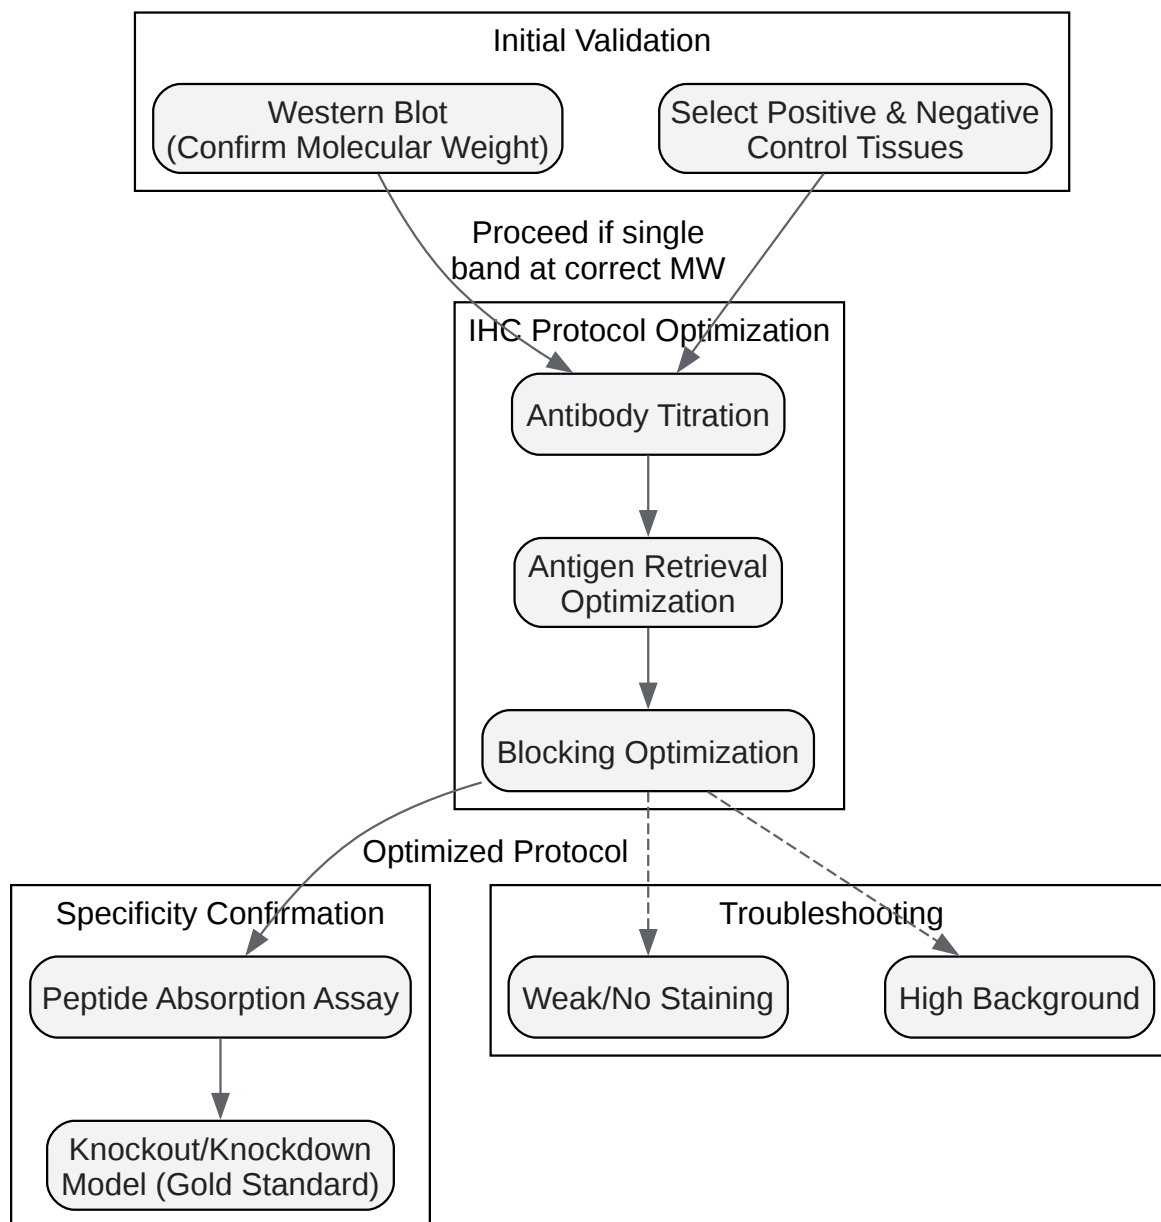 Initial Validation
Western Blot
(Confirm Molecular Weight)
Select Positive & Negative
Control Tissues
Proceed if single
band at correct MW
IHC Protocol Optimization
Antibody Titration
Antigen Retrieval
Optimization
Blocking Optimization
Optimized Protocol
Specificity Confirmation
Peptide Absorption Assay
Knockout/Knockdown
Model (Gold Standard)
Troubleshooting
Weak/No Staining
High Background